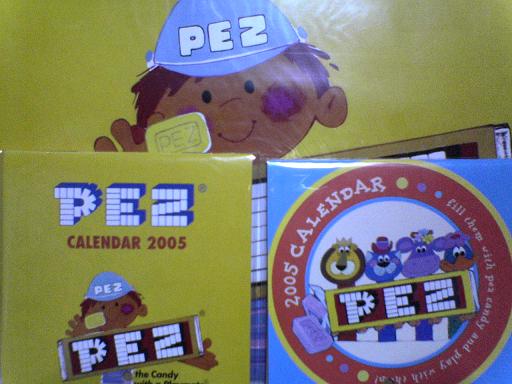 PEZ
PEZ
PEZ®
CALENDAR 2005
PEZ
PEZ
the Candy
2005 CALENDAR
fill them with pez candy and play with them!
PEZ